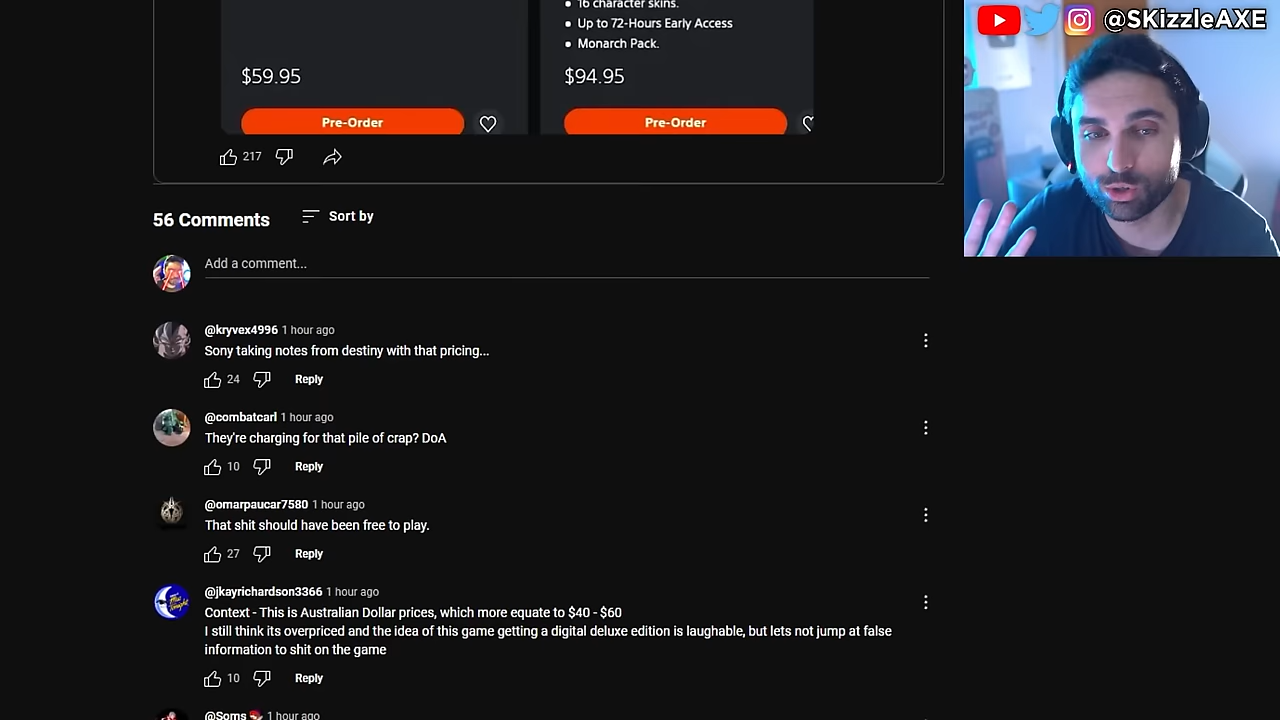 16 character skins.
@SKizzleAXE
Up to 72-Hours Early Access
Monarch Pack.
$59.95
$94.95
Pre-Order
Pre-Order
217
56 Comments
Sort by
Add a comment...
@kryvex4996 1 hour ago
Sony taking notes from destiny with that pricing...
24
Reply
@combatcarl 1 hour ago
They're charging for that pile of crap? DoA
10
Reply
@omarpaucar7580 1 hour ago
That shit should have been free to play.
27
Reply
@jkayrichardson3366 1 hour ago
Context - This is Australian Dollar prices, which more equate to $40 - $60
I still think its overpriced and the idea of this game getting a digital deluxe edition is laughable, but lets not jump at false
information to shit on the game
10
Reply
@Soms 1 hour ago